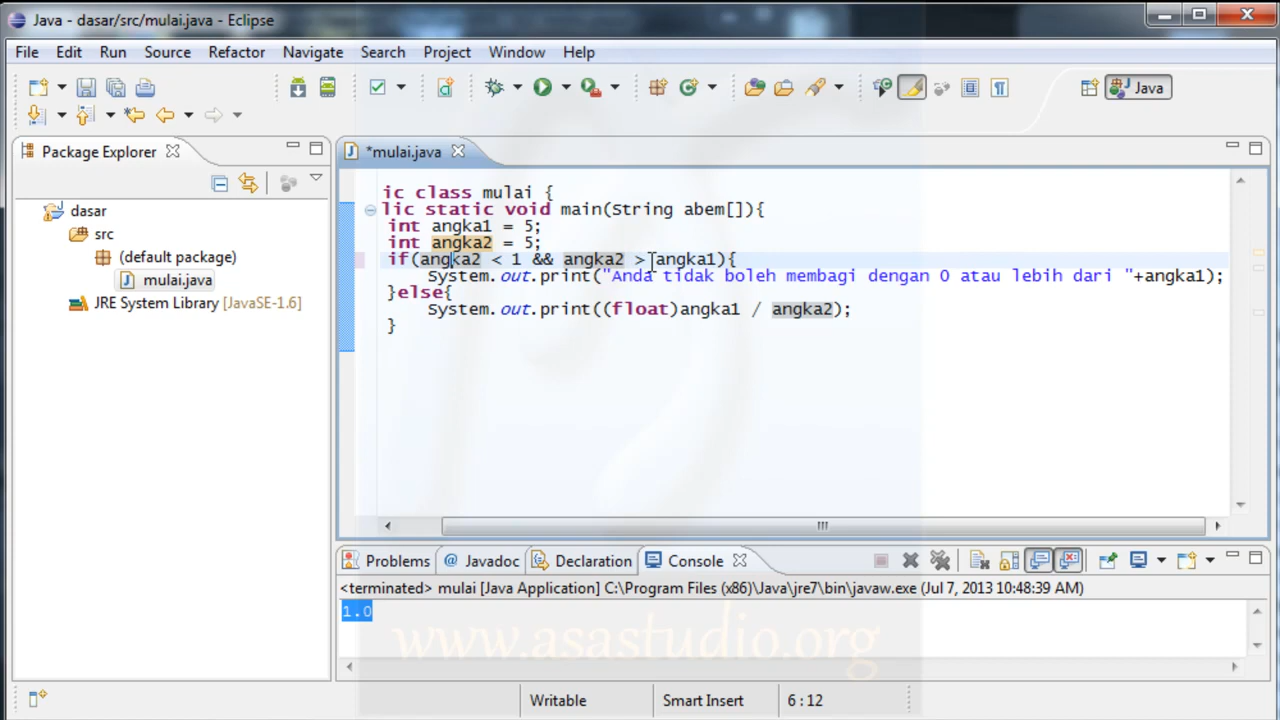 Java - dasar/src/mulai.java - Eclipse
File Edit Run Source Refactor Navigate Search Project Window Help
Java
Package Explorer
*mulai.java
dasar
src
(default package)
mulai.java
JRE System Library [JavaSE-1.6]
ic class mulai {
lic static void main(String abem[]){
int angka1 = 5;
int angka2 = 5;
if(angka2 < 1 && angka2 > angka1){
System.out.print("Anda tidak boleh membagi dengan 0 atau lebih dari "+angka1);
}else{
System.out.print((float)angka1 / angka2);
}
Problems @ Javadoc Declaration Console
<terminated> mulai [Java Application] C:\Program Files (x86)\Java\jre7\bin\javaw.exe (Jul 7, 2013 10:48:39 AM)
1.0
www.asastudio.org
Writable Smart Insert 6 : 12